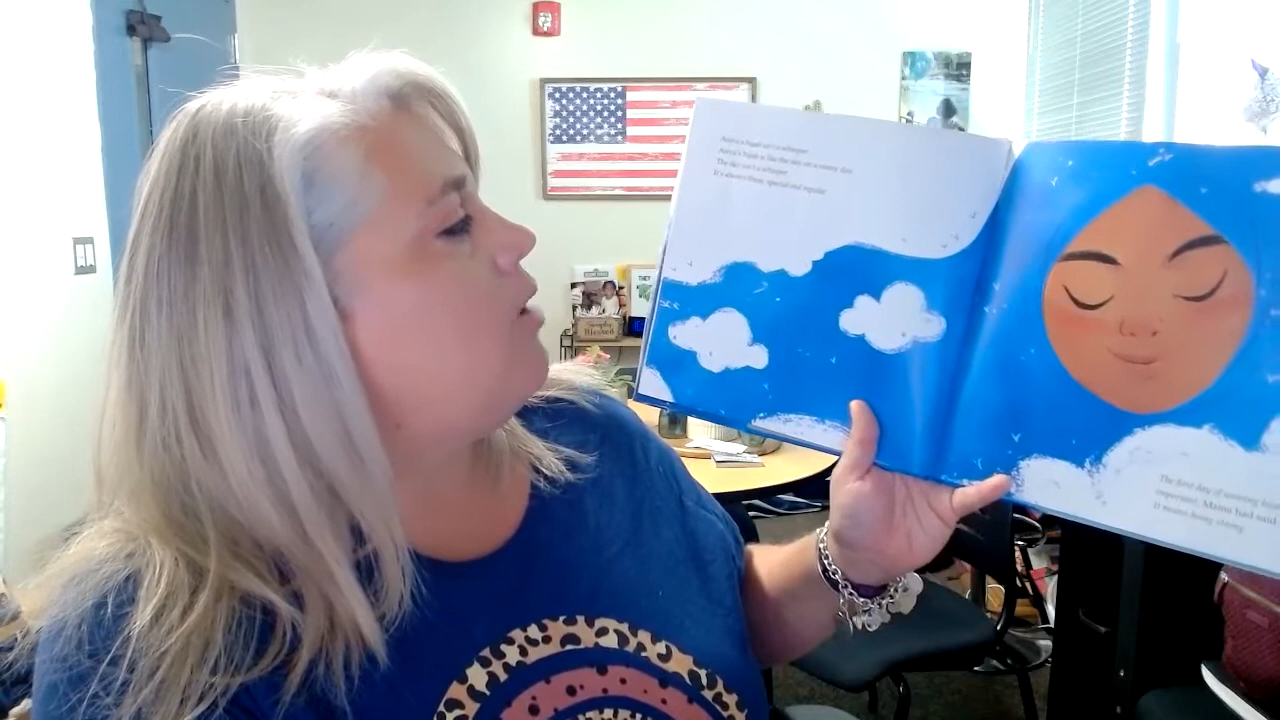 Asiya's hijab isn't a whisper.
Asiya's hijab is like the sky on a sunny day.
The sky isn't a whisper.
It's always there, special and regular.
The first day of wearing
important, Mama had said
It means being strong.
Simply
Blessed
THEY